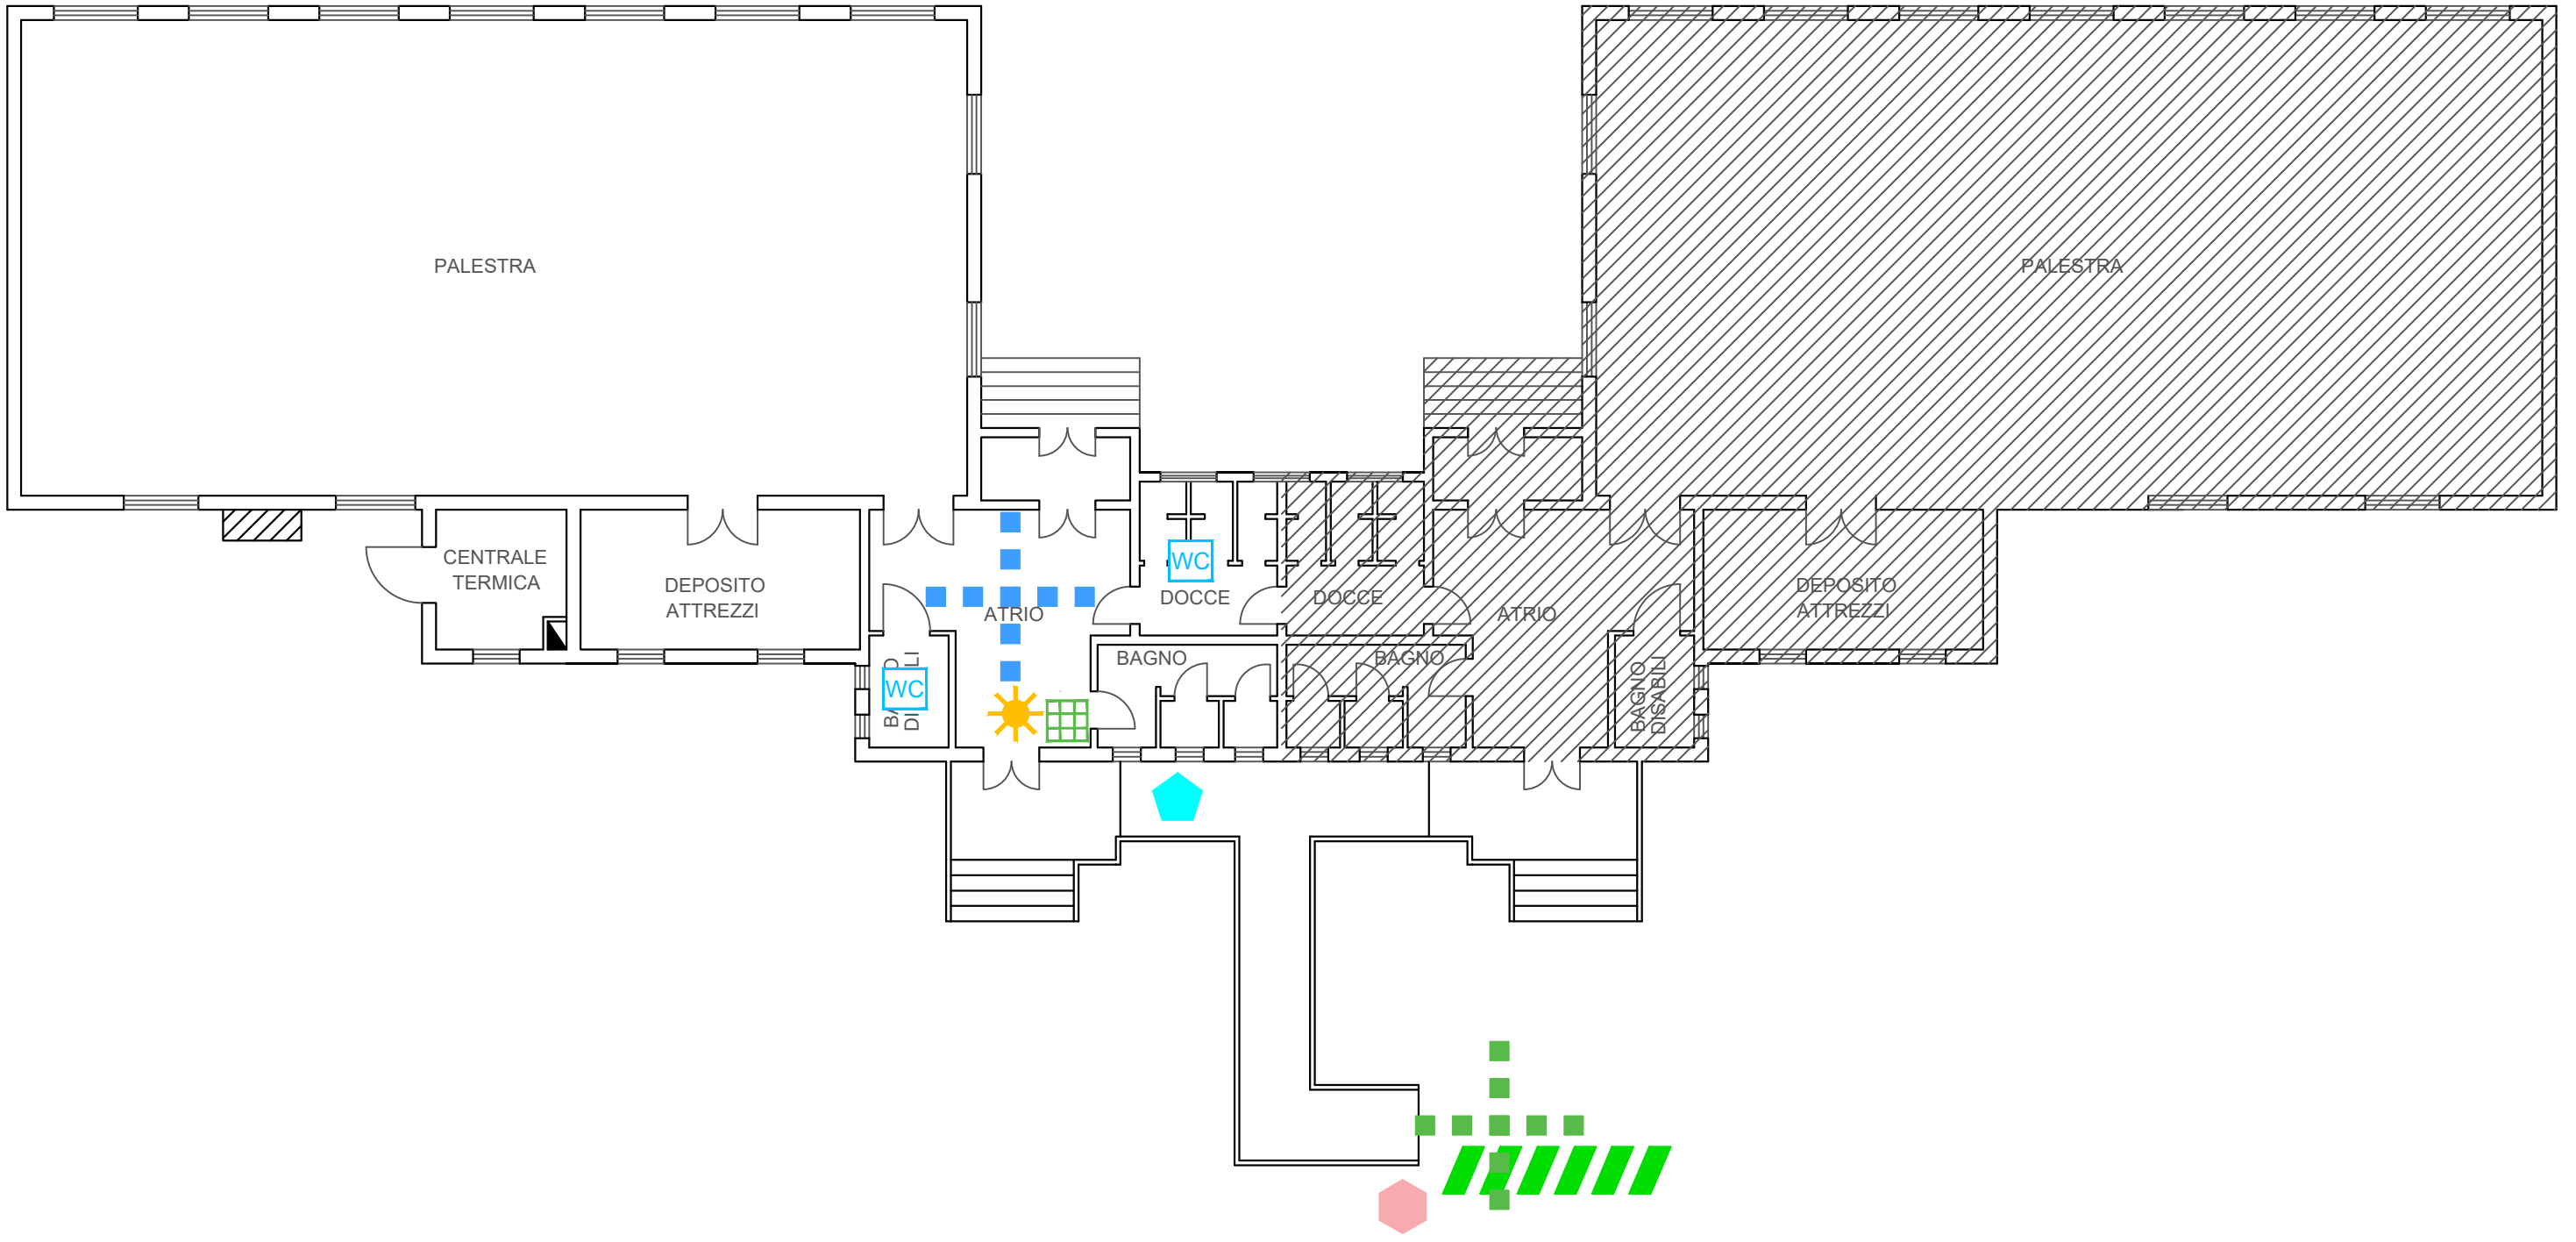 PALESTRA
PALESTRA
CENTRALE
TERMICA
DEPOSITO
ATTREZZI
WC
DOCCE
DOCCE
ATRIO
ATRIO
DEPOSITO
ATTREZZI
BAGNO
BAGNO
WC
BAGNO
DISABILI